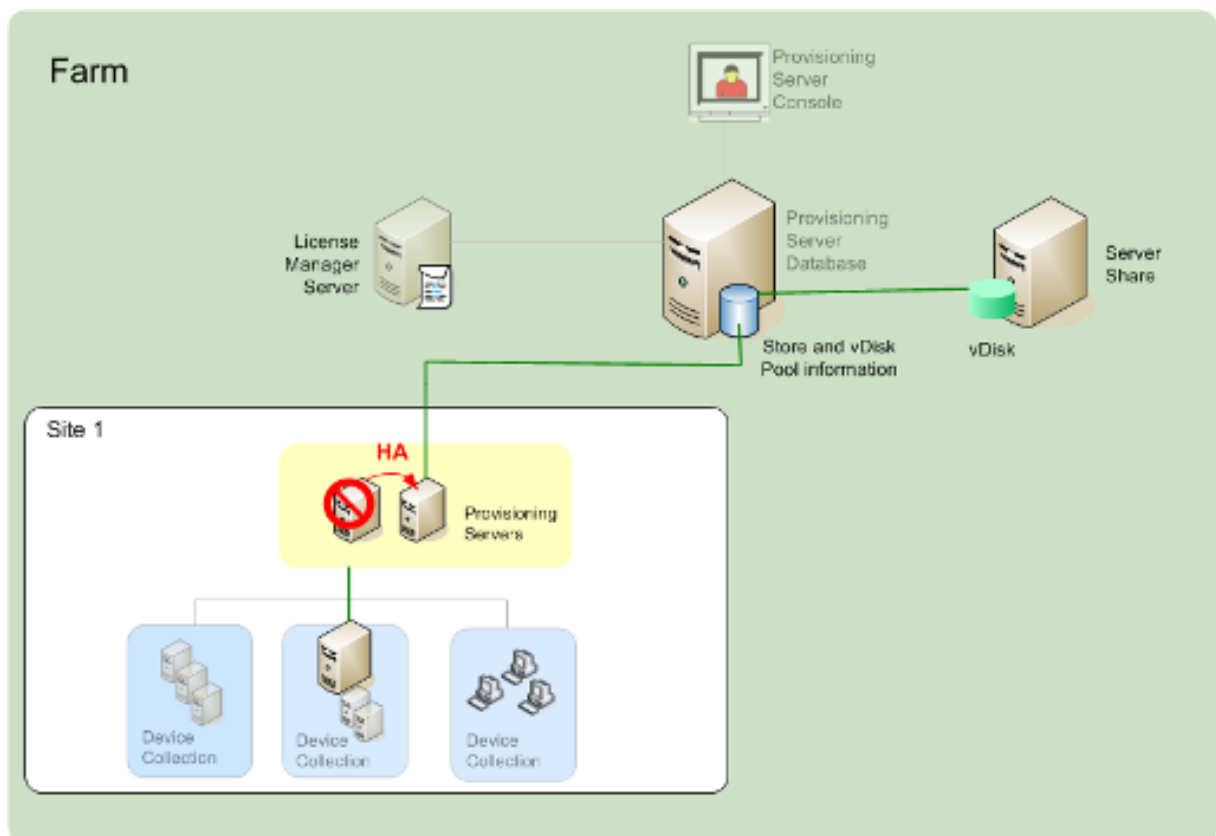 Farm
Provisioning
Server
Console
License
Manager
Server
Provisioning
Server
Database
Server
Share
Store and vDisk
Pool information
vDisk
Site 1
HA
Provisioning
Servers
Device
Collection
Device
Collection
Device
Collection